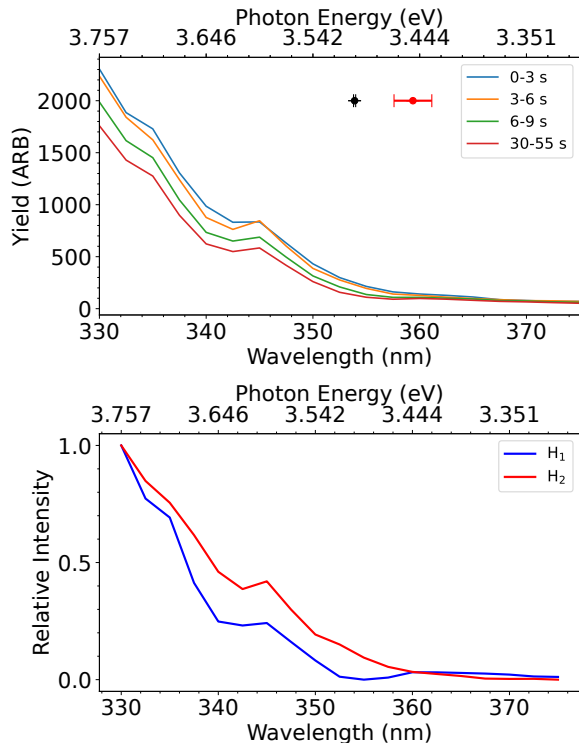 Photon Energy (eV)
3.757 3.646 3.542 3.444 3.351
0-3 s
3-6 s
6-9 s
30-55 s
2000
1500
1000
500
0
Yield (ARB)
330 340 350 360 370
Wavelength (nm)
Photon Energy (eV)
3.757 3.646 3.542 3.444 3.351
H₁
H₂
1.0
0.5
0.0
Relative Intensity
330 340 350 360 370
Wavelength (nm)